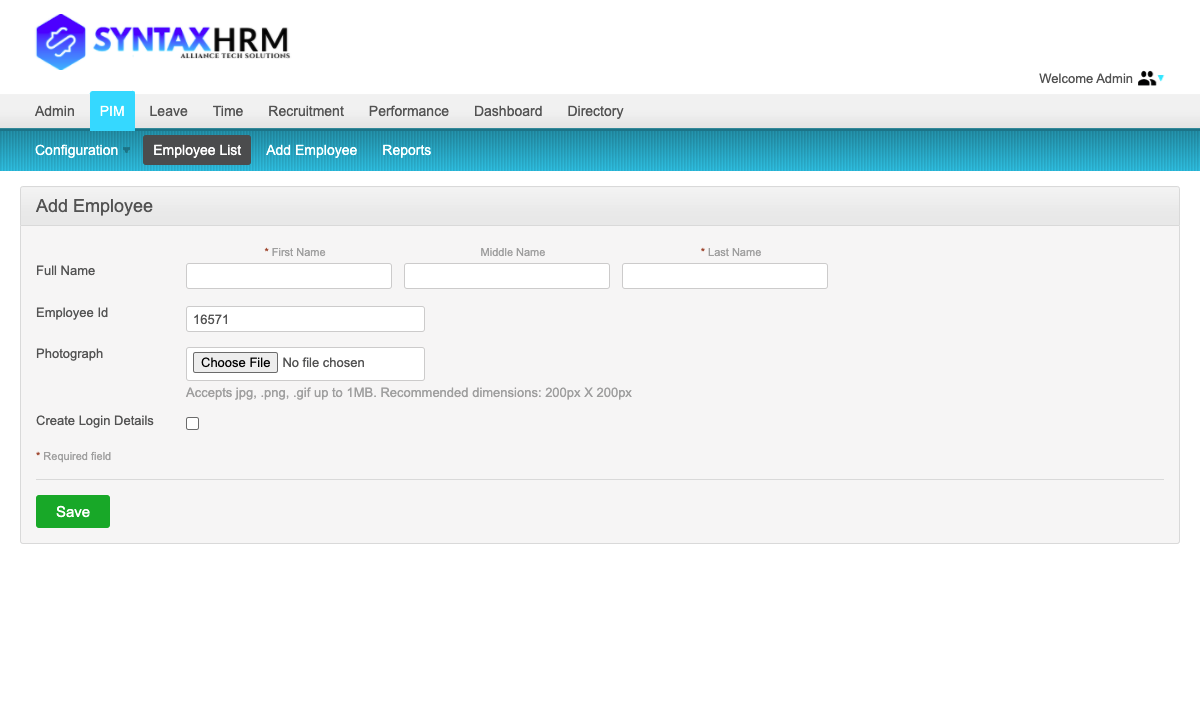 SYNTAXHRM
ALLIANCE TECH SOLUTIONS
Welcome Admin
Admin PIM Leave Time Recruitment Performance Dashboard Directory
Configuration Employee List Add Employee Reports
Add Employee
* First Name Middle Name * Last Name
Full Name
Employee Id 16571
Photograph Choose File No file chosen
Accepts jpg, .png, .gif up to 1MB. Recommended dimensions: 200px X 200px
Create Login Details
* Required field
Save